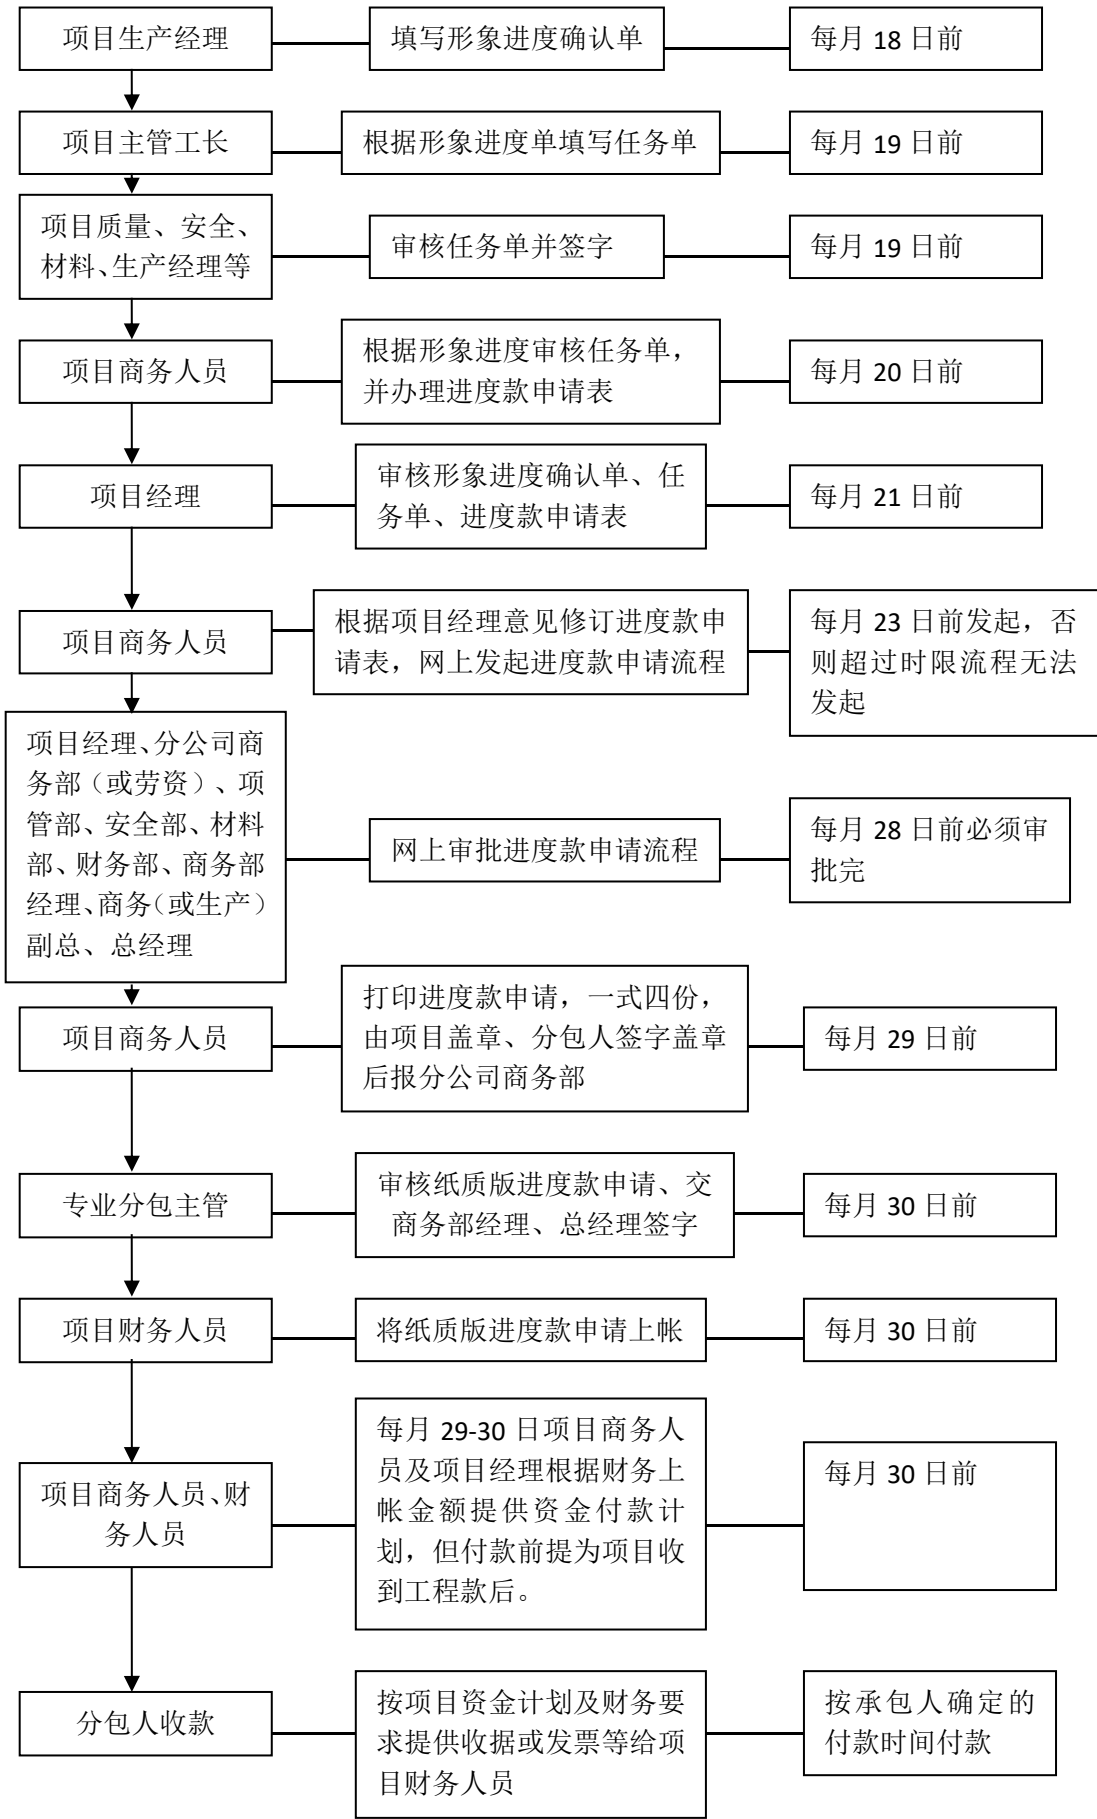 项目生产经理
填写形象进度确认单
每月 18 日前
项目主管工长
根据形象进度单填写任务单
每月 19 日前
项目质量、安全、
材料、生产经理等
审核任务单并签字
每月 19 日前
项目商务人员
根据形象进度审核任务单，
并办理进度款申请表
每月 20 日前
项目经理
审核形象进度确认单、任
务单、进度款申请表
每月 21 日前
项目商务人员
根据项目经理意见修订进度款申
请表，网上发起进度款申请流程
每月 23 日前发起，否
则超过时限流程无法
发起
项目经理、分公司商
务部（或劳资）、项
管部、安全部、材料
部、财务部、商务部
经理、商务（或生产）
副总、总经理
网上审批进度款申请流程
每月 28 日前必须审
批完
项目商务人员
打印进度款申请，一式四份，
由项目盖章、分包人签字盖章
后报分公司商务部
每月 29 日前
专业分包主管
审核纸质版进度款申请、交
商务部经理、总经理签字
每月 30 日前
项目财务人员
将纸质版进度款申请上帐
每月 30 日前
项目商务人员、财
务人员
每月 29-30 日项目商务人
员及项目经理根据财务上
帐金额提供资金付款计
划，但付款前提为项目收
到工程款后。
每月 30 日前
分包人收款
按项目资金计划及财务要
求提供收据或发票等给项
目财务人员
按承包人确定的
付款时间付款